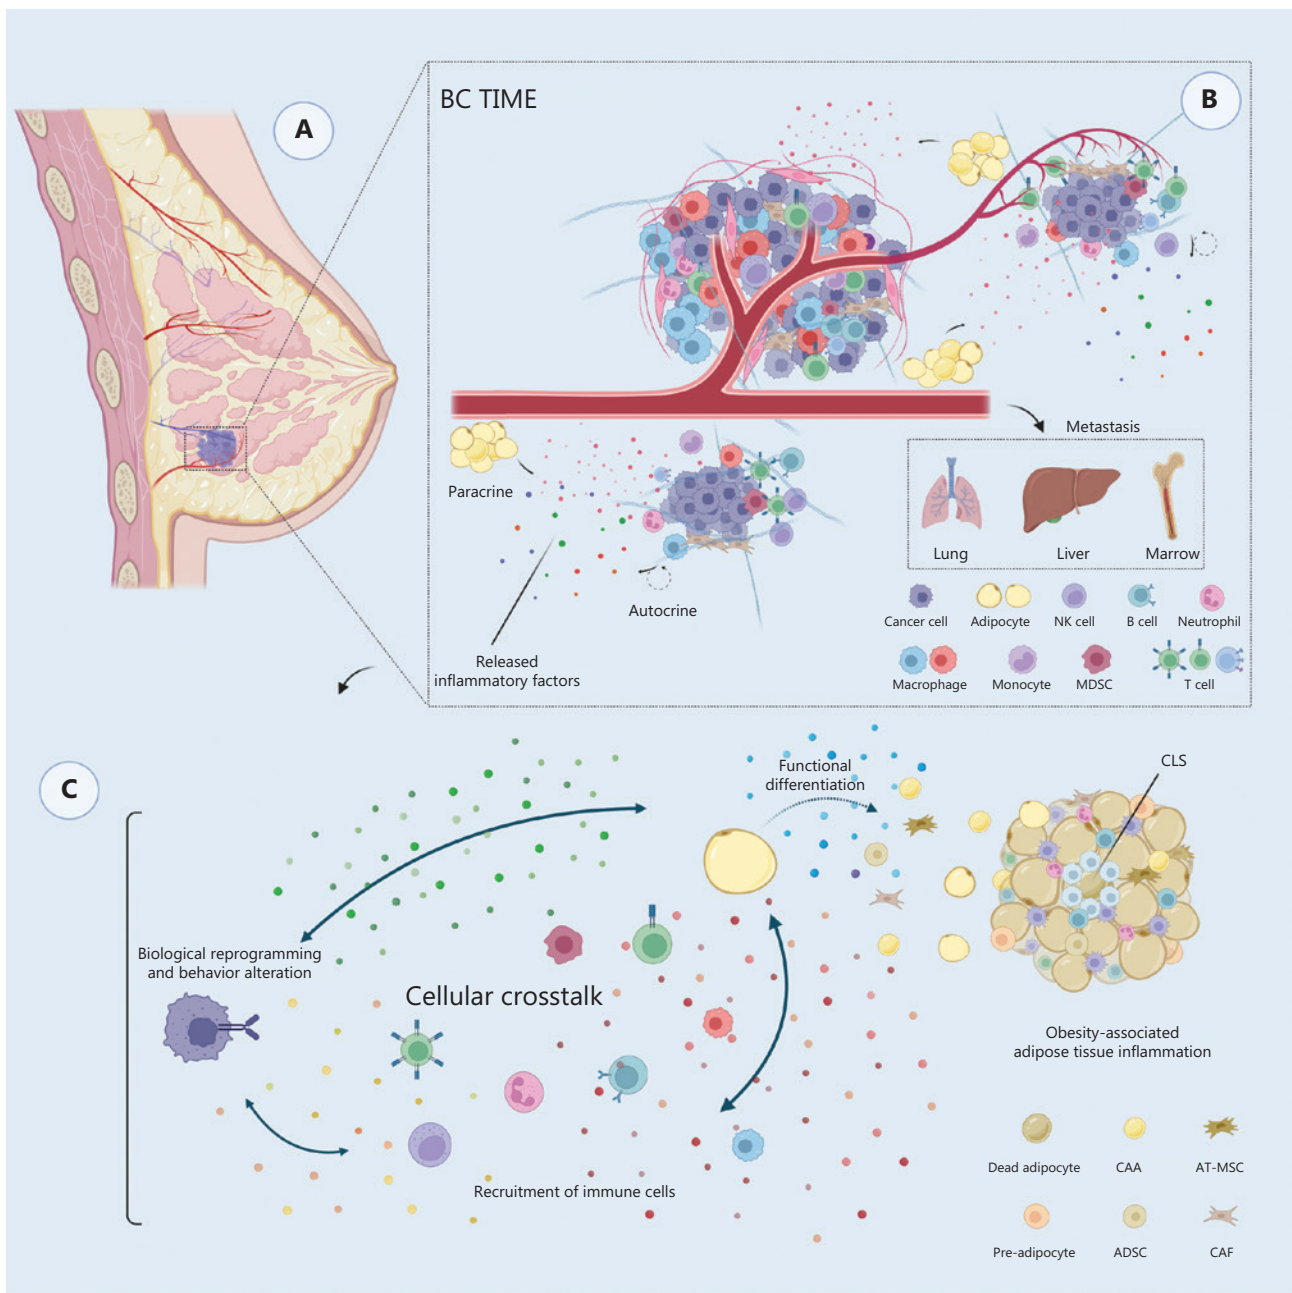 A
BC TIME
B
Metastasis
Lung
Liver
Marrow
Paracrine
Autocrine
Released
inflammatory factors
Cancer cell
Adipocyte
NK cell
B cell
Neutrophil
Macrophage
Monocyte
MDSC
T cell
C
Functional
differentiation
CLS
Biological reprogramming
and behavior alteration
Cellular crosstalk
Recruitment of immune cells
Obesity-associated
adipose tissue inflammation
Dead adipocyte
CAA
AT-MSC
Pre-adipocyte
ADSC
CAF